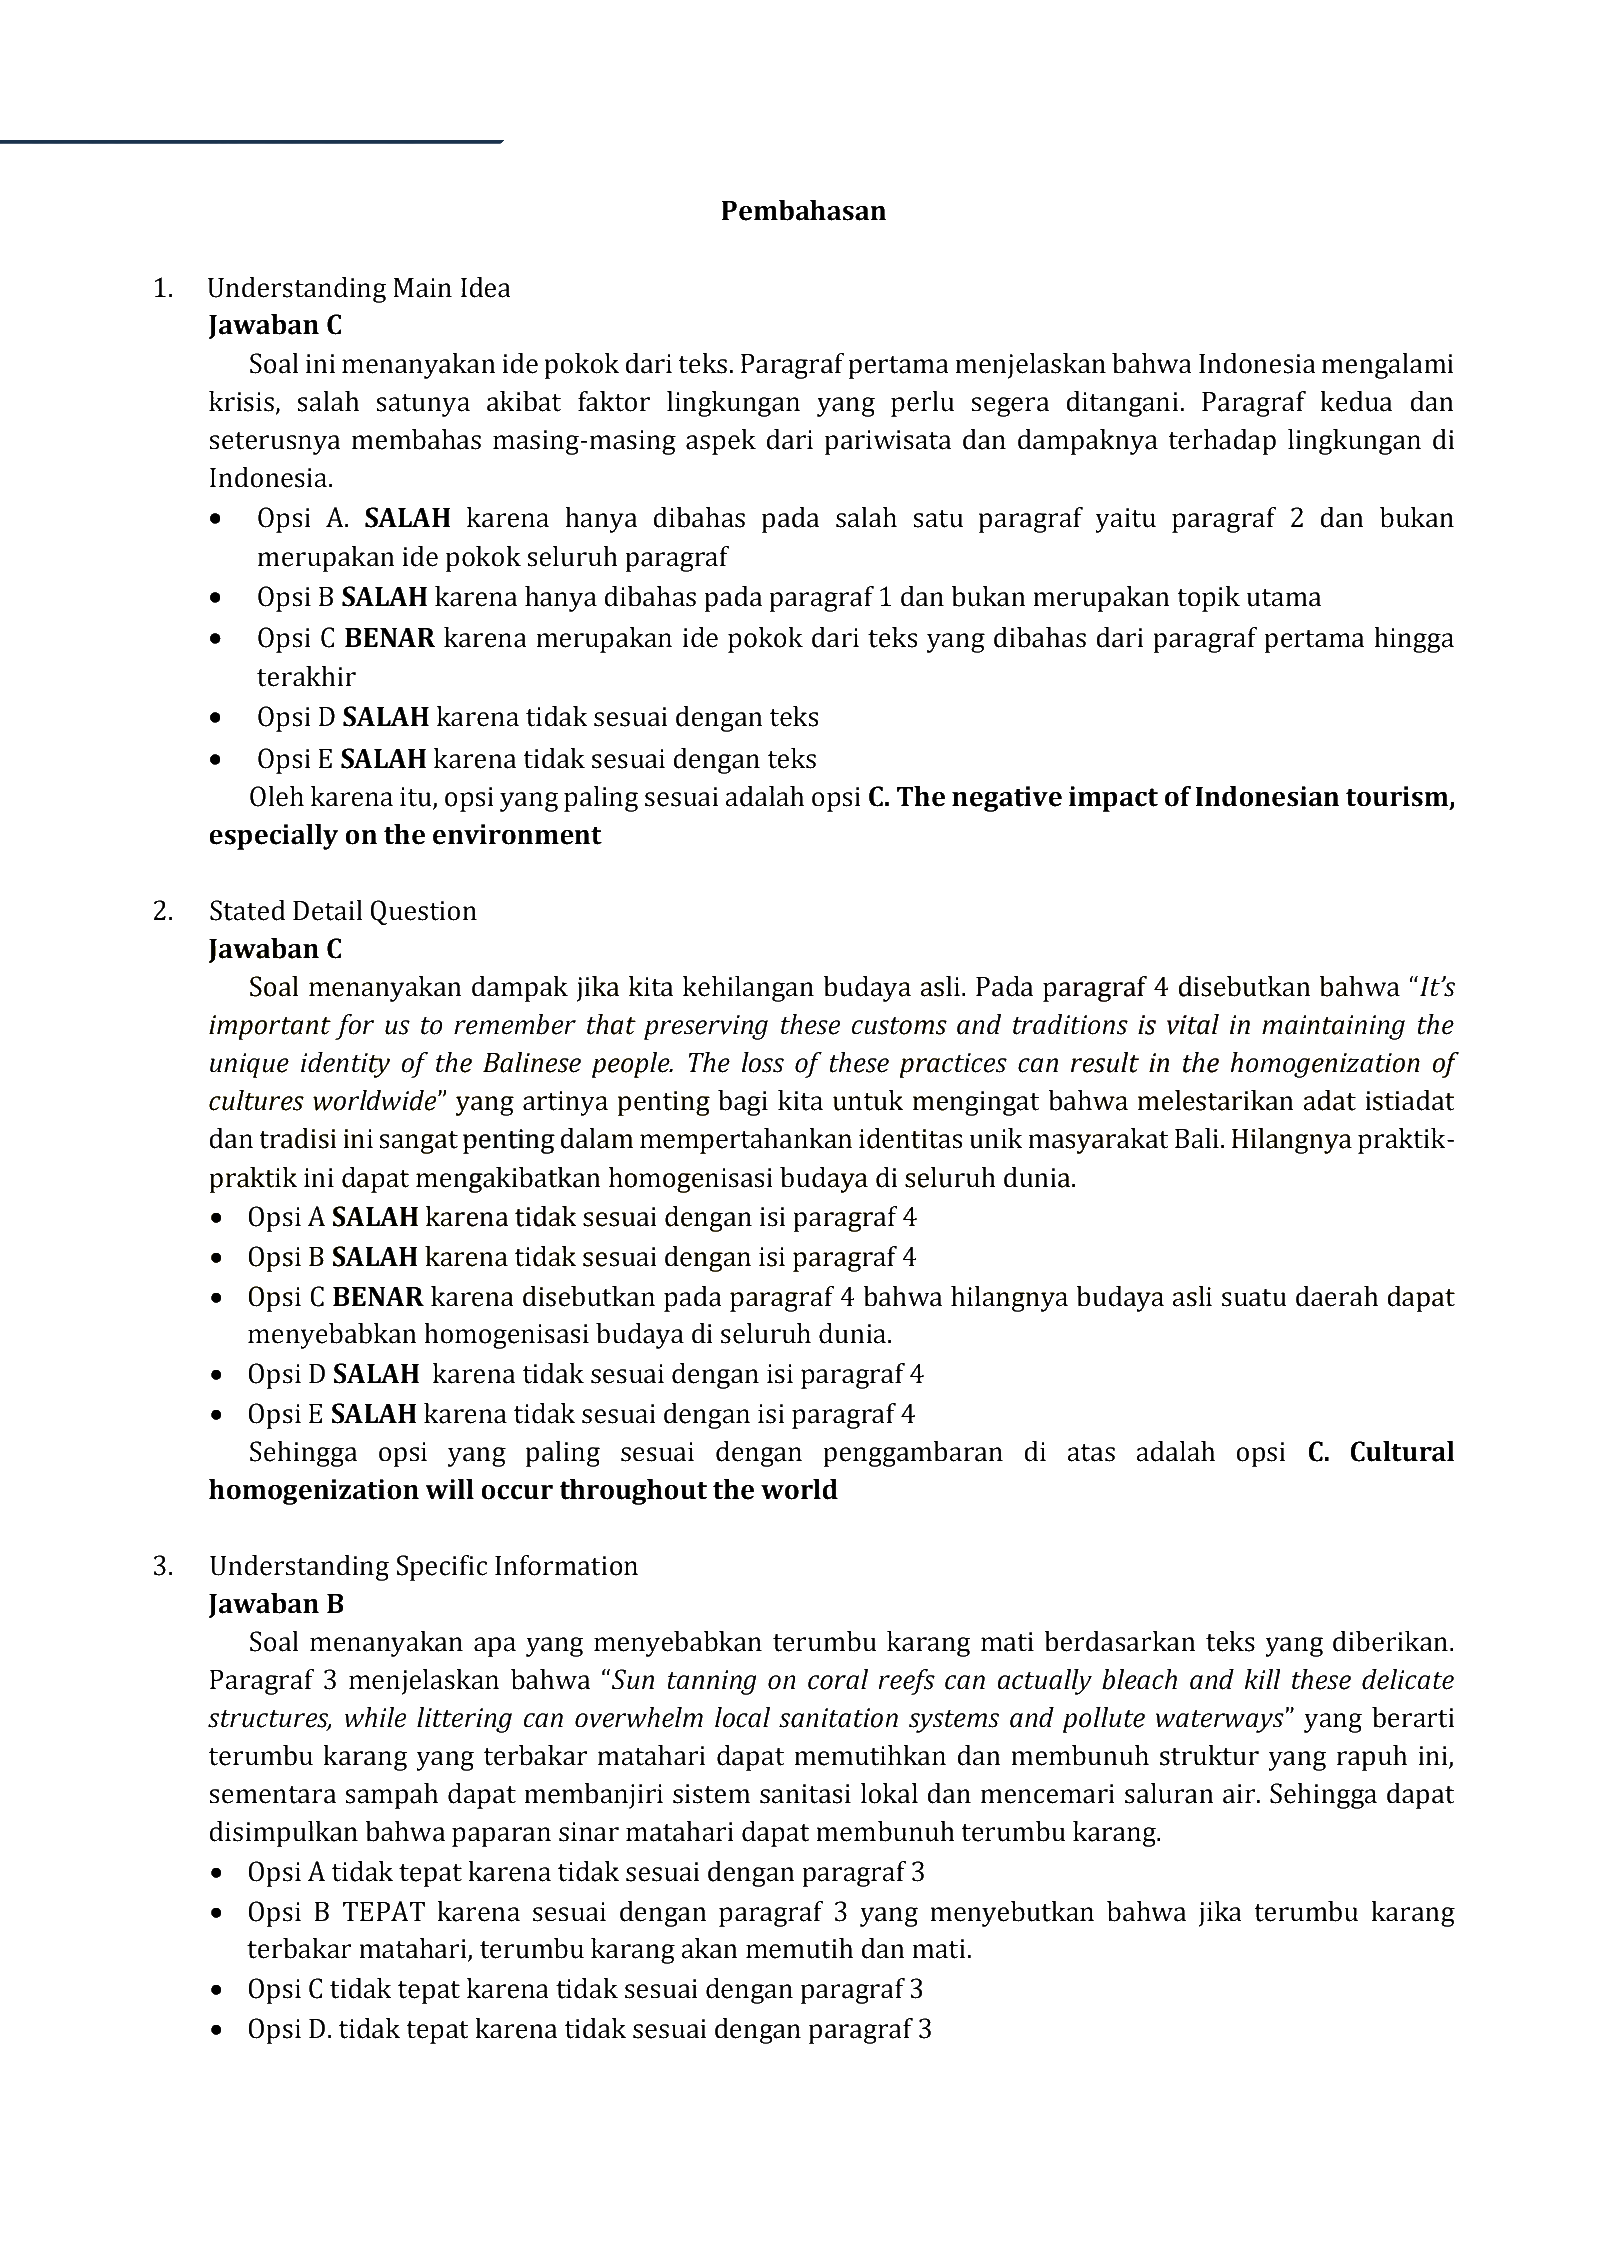 Pembahasan
1. Understanding Main Idea
Jawaban C
Soal ini menanyakan ide pokok dari teks. Paragraf pertama menjelaskan bahwa Indonesia mengalami
krisis, salah satunya akibat faktor lingkungan yang perlu segera ditangani. Paragraf kedua dan
seterusnya membahas masing-masing aspek dari pariwisata dan dampaknya terhadap lingkungan di
Indonesia.
• Opsi A. SALAH karena hanya dibahas pada salah satu paragraf yaitu paragraf 2 dan bukan
merupakan ide pokok seluruh paragraf
• Opsi B SALAH karena hanya dibahas pada paragraf 1 dan bukan merupakan topik utama
• Opsi C BENAR karena merupakan ide pokok dari teks yang dibahas dari paragraf pertama hingga
terakhir
• Opsi D SALAH karena tidak sesuai dengan teks
• Opsi E SALAH karena tidak sesuai dengan teks
Oleh karena itu, opsi yang paling sesuai adalah opsi C. The negative impact of Indonesian tourism,
especially on the environment
2. Stated Detail Question
Jawaban C
Soal menanyakan dampak jika kita kehilangan budaya asli. Pada paragraf 4 disebutkan bahwa “It’s
important for us to remember that preserving these customs and traditions is vital in maintaining the
unique identity of the Balinese people. The loss of these practices can result in the homogenization of
cultures worldwide” yang artinya penting bagi kita untuk mengingat bahwa melestarikan adat istiadat
dan tradisi ini sangat penting dalam mempertahankan identitas unik masyarakat Bali. Hilangnya praktik-
praktik ini dapat mengakibatkan homogenisasi budaya di seluruh dunia.
• Opsi A SALAH karena tidak sesuai dengan isi paragraf 4
• Opsi B SALAH karena tidak sesuai dengan isi paragraf 4
• Opsi C BENAR karena disebutkan pada paragraf 4 bahwa hilangnya budaya asli suatu daerah dapat
menyebabkan homogenisasi budaya di seluruh dunia.
• Opsi D SALAH karena tidak sesuai dengan isi paragraf 4
• Opsi E SALAH karena tidak sesuai dengan isi paragraf 4
Sehingga opsi yang paling sesuai dengan penggambaran di atas adalah opsi C. Cultural
homogenization will occur throughout the world
3. Understanding Specific Information
Jawaban B
Soal menanyakan apa yang menyebabkan terumbu karang mati berdasarkan teks yang diberikan.
Paragraf 3 menjelaskan bahwa “Sun tanning on coral reefs can actually bleach and kill these delicate
structures, while littering can overwhelm local sanitation systems and pollute waterways” yang berarti
terumbu karang yang terbakar matahari dapat memutihkan dan membunuh struktur yang rapuh ini,
sementara sampah dapat membanjiri sistem sanitasi lokal dan mencemari saluran air. Sehingga dapat
disimpulkan bahwa paparan sinar matahari dapat membunuh terumbu karang.
• Opsi A tidak tepat karena tidak sesuai dengan paragraf 3
• Opsi B TEPAT karena sesuai dengan paragraf 3 yang menyebutkan bahwa jika terumbu karang
terbakar matahari, terumbu karang akan memutih dan mati.
• Opsi C tidak tepat karena tidak sesuai dengan paragraf 3
• Opsi D. tidak tepat karena tidak sesuai dengan paragraf 3